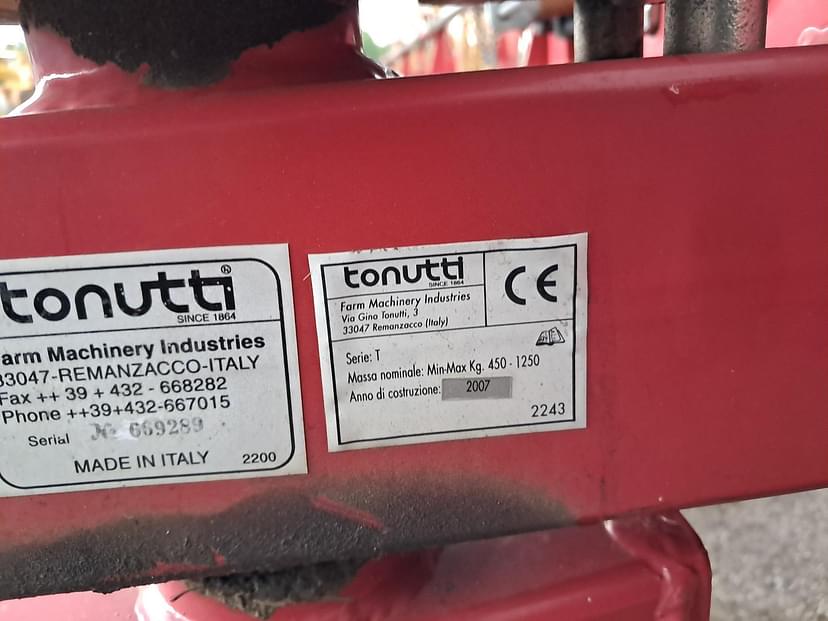 tonutti®
SINCE 1864
Farm Machinery Industries
33047-REMANZACCO-ITALY
Fax ++ 39 + 432 - 668282
Phone ++39+432-667015
Serial № 669289
MADE IN ITALY 2200
tonutti
SINCE 1864
Farm Machinery Industries
Via Gino Tonutti, 3
33047 Remanzacco (Italy)
CE
Serie: T
Massa nominale: Min-Max Kg. 450 - 1250
Anno di costruzione: 2007
2243